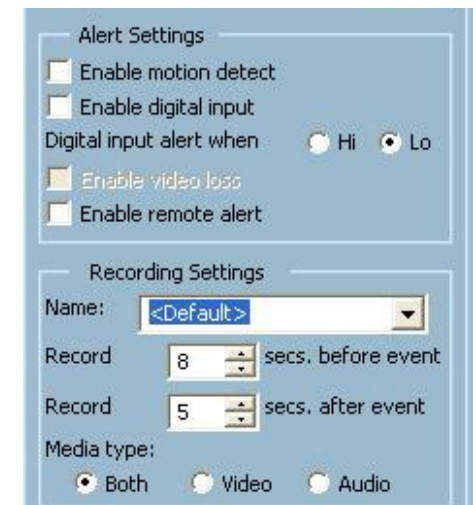 Alert Settings
Enable motion detect
Enable digital input
Digital input alert when Hi Lo
Enable video loss
Enable remote alert
Recording Settings
Name: <Default>
Record 8 secs. before event
Record 5 secs. after event
Media type:
Both Video Audio